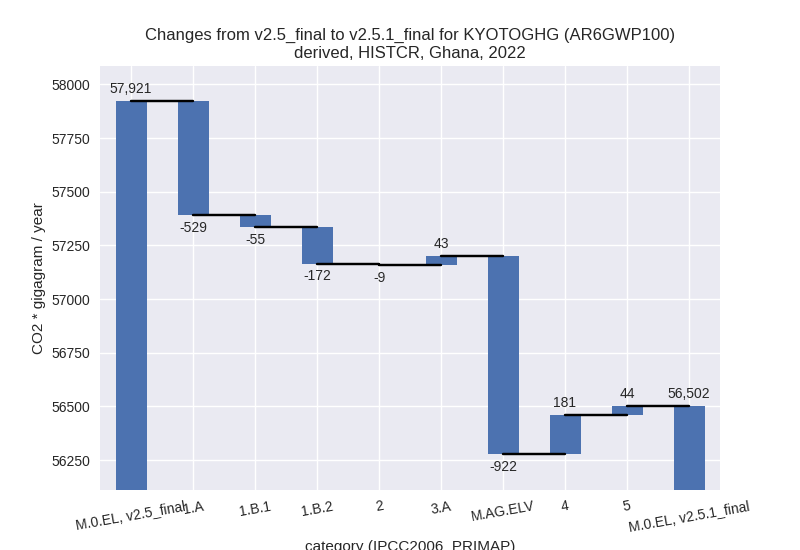 Changes from v2.5_final to v2.5.1_final for KYOTOGHG (AR6GWP100)
derived, HISTCR, Ghana, 2022
CO2 * gigagram / year
58000
57750
57500
57250
57000
56750
56500
56250
57,921
-529
-55
-172
-9
43
-922
181
44
56,502
M.0.EL, v2.5_final
1.A
1.B.1
1.B.2
2
3.A
M.AG.ELV
4
5
M.0.EL, v2.5.1_final
category (IPCC2006_PRIMAP)